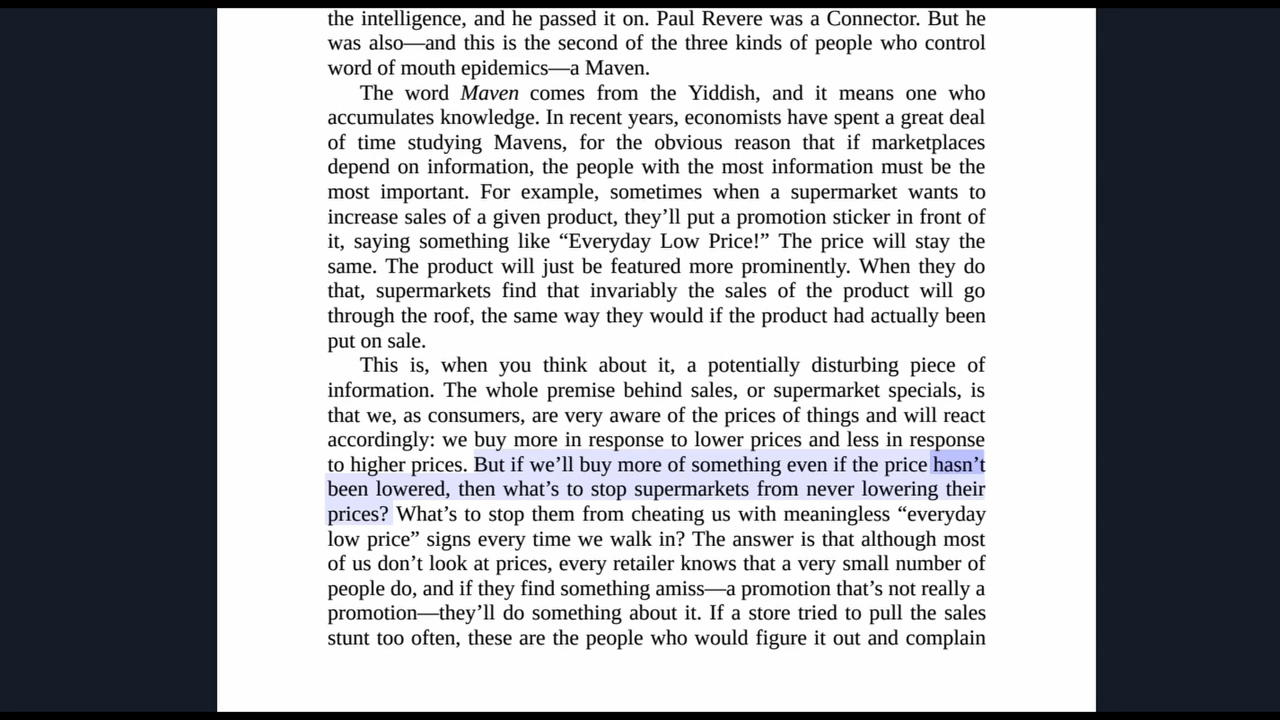 the intelligence, and he passed it on. Paul Revere was a Connector. But he
was also—and this is the second of the three kinds of people who control
word of mouth epidemics—a Maven.
The word Maven comes from the Yiddish, and it means one who
accumulates knowledge. In recent years, economists have spent a great deal
of time studying Mavens, for the obvious reason that if marketplaces
depend on information, the people with the most information must be the
most important. For example, sometimes when a supermarket wants to
increase sales of a given product, they’ll put a promotion sticker in front of
it, saying something like “Everyday Low Price!” The price will stay the
same. The product will just be featured more prominently. When they do
that, supermarkets find that invariably the sales of the product will go
through the roof, the same way they would if the product had actually been
put on sale.
This is, when you think about it, a potentially disturbing piece of
information. The whole premise behind sales, or supermarket specials, is
that we, as consumers, are very aware of the prices of things and will react
accordingly: we buy more in response to lower prices and less in response
to higher prices. But if we’ll buy more of something even if the price hasn’t
been lowered, then what’s to stop supermarkets from never lowering their
prices? What’s to stop them from cheating us with meaningless “everyday
low price” signs every time we walk in? The answer is that although most
of us don’t look at prices, every retailer knows that a very small number of
people do, and if they find something amiss—a promotion that’s not really a
promotion—they’ll do something about it. If a store tried to pull the sales
stunt too often, these are the people who would figure it out and complain